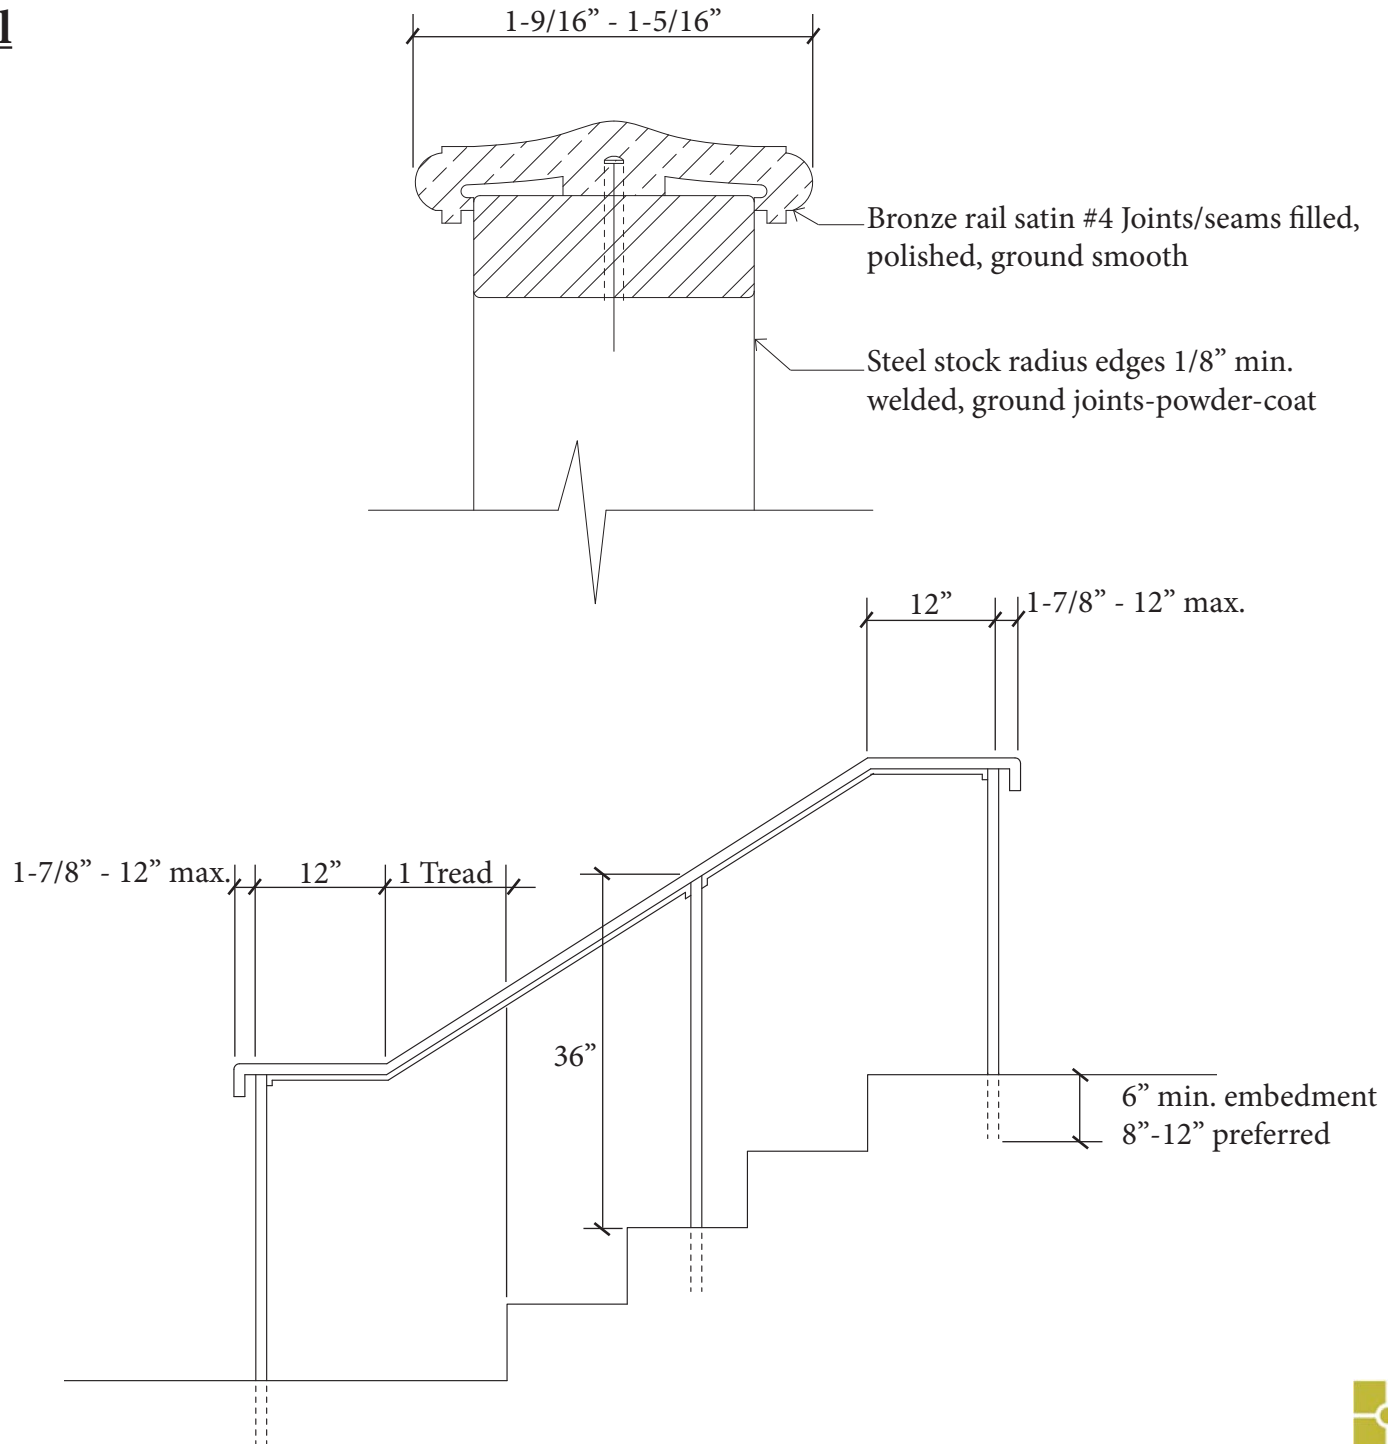 1-9/16” - 1-5/16”
Bronze rail satin #4 Joints/seams filled,
polished, ground smooth
Steel stock radius edges 1/8” min.
welded, ground joints-powder-coat
12”
1-7/8” - 12” max.
1-7/8” - 12” max.
12”
1 Tread
36”
6” min. embedment
8”-12” preferred